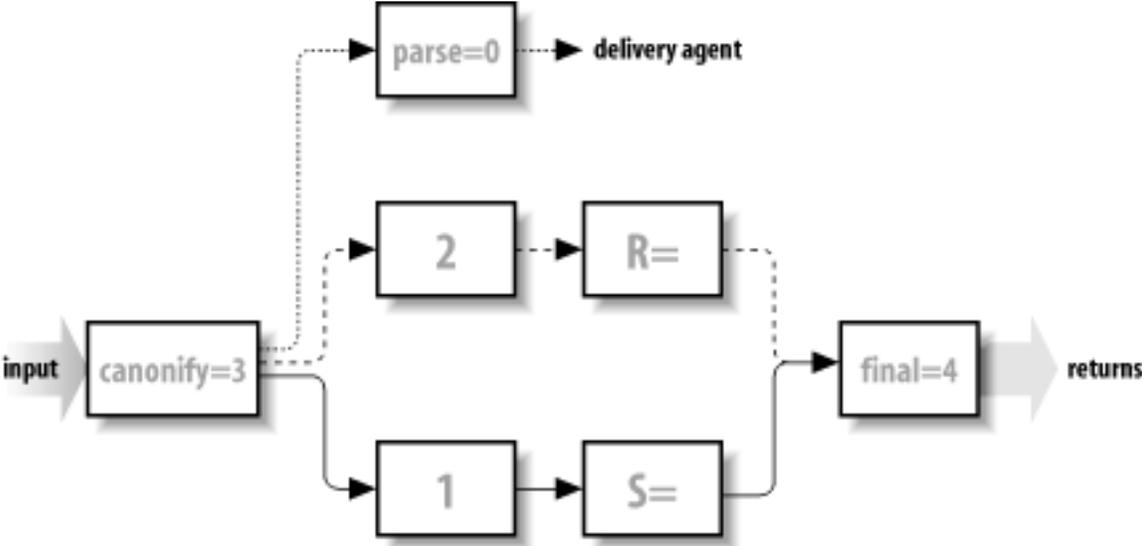 parse=0
delivery agent
2
R=
input
canonify=3
final=4
returns
1
S=